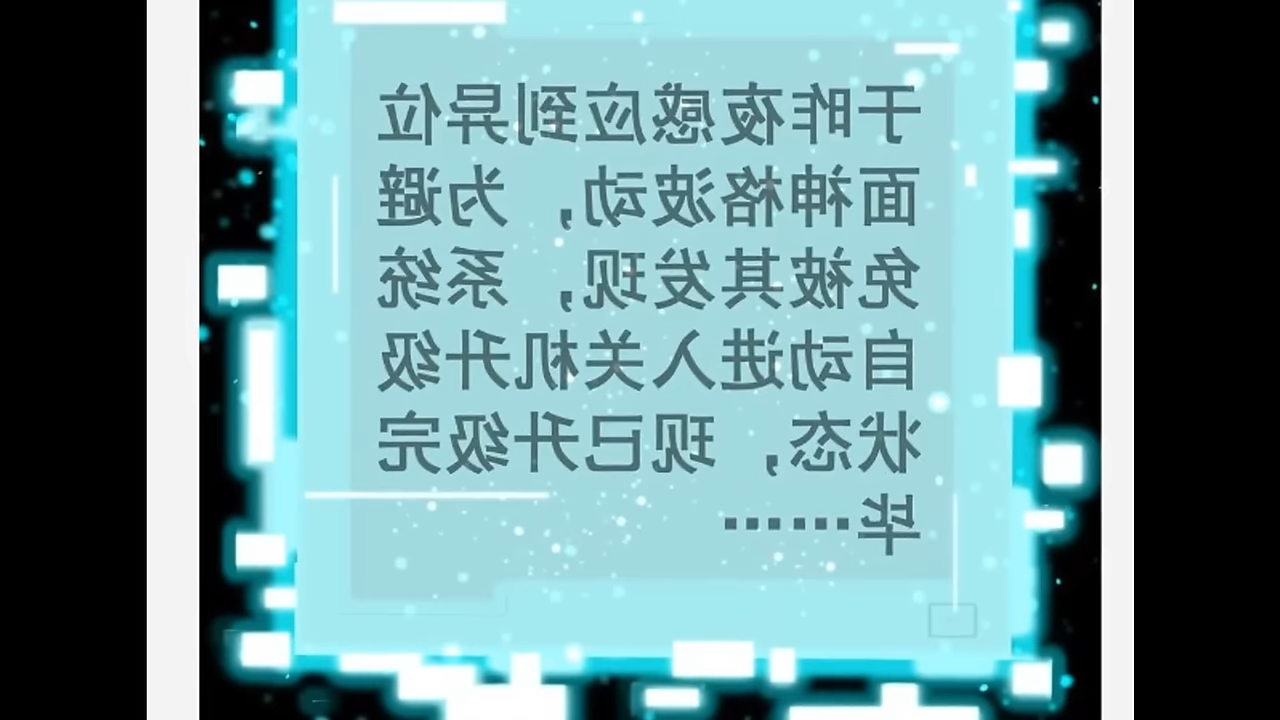 于昨夜感应到异位
面神格波动，为避
免被其发现，系统
自动进入关机升级
状态，现已升级完
毕……